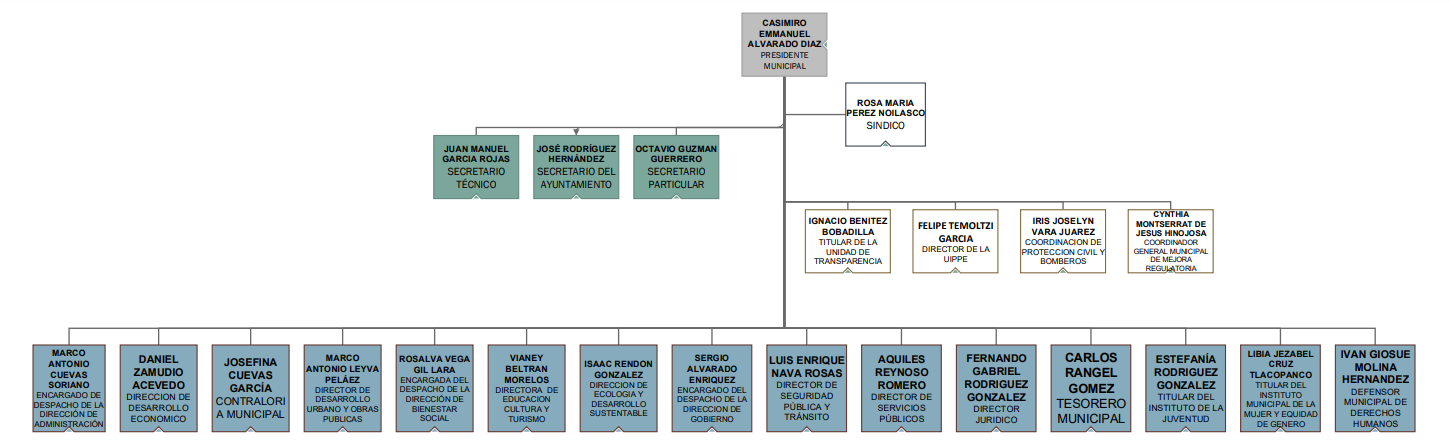 CASIMIRO
EMMANUEL
ALVARADO DIAZ
PRESIDENTE
MUNICIPAL
ROSA MARIA
PEREZ NOILASCO
SINDICO
JUAN MANUEL
GARCIA ROJAS
SECRETARIO
TÉCNICO
JOSÉ RODRÍGUEZ
HERNÁNDEZ
SECRETARIO DEL
AYUNTAMIENTO
OCTAVIO GUZMAN
GUERRERO
SECRETARIO
PARTICULAR
IGNACIO BENITEZ
BOBADILLA
TITULAR DE LA
UNIDAD DE
TRANSPARENCIA
FELIPE TEMOLTZI
GARCIA
DIRECTOR DE LA
UIPPE
IRIS JOSELYN
VARA JUAREZ
COORDINACION DE
PROTECCION CIVIL Y
BOMBEROS
CYNTHIA
MONTSERRAT DE
JESUS HINOJOSA
COORDINADOR
GENERAL MUNICIPAL
DE MEJORA
REGULATORIA
MARCO
ANTONIO
CUEVAS
SORIANO
ENCARGADO DE
DESPACHO DE LA
DIRECCIÓN DE
ADMINISTRACIÓN
DANIEL
ZAMUDIO
ACEVEDO
DIRECCION DE
DESARROLLO
ECONOMICO
JOSEFINA
CUEVAS
GARCÍA
CONTRALORI
A MUNICIPAL
MARCO
ANTONIO LEYVA
PELÁEZ
DIRECTOR DE
DESARROLLO
URBANO Y OBRAS
PUBLICAS
ROSALVA VEGA
GIL LARA
ENCARGADA DEL
DESPACHO DE LA
DIRECCIÓN DE
BIENESTAR
SOCIAL
VIANEY
BELTRAN
MORELOS
DIRECTORA DE
EDUCACION
CULTURA Y
TURISMO
ISAAC RENDON
GONZALEZ
DIRECCION DE
ECOLOGIA Y
DESARROLLO
SUSTENTABLE
SERGIO
ALVARADO
ENRIQUEZ
ENCARGADO DEL
DESPACHO DE LA
DIRECCION DE
GOBIERNO
LUIS ENRIQUE
NAVA ROSAS
DIRECTOR DE
SEGURIDAD
PÚBLICA Y
TRÁNSITO
AQUILES
REYNOSO
ROMERO
DIRECTOR DE
SERVICIOS
PÚBLICOS
FERNANDO
GABRIEL
RODRIGUEZ
GONZALEZ
DIRECTOR
JURIDICO
CARLOS
RANGEL
GOMEZ
TESORERO
MUNICIPAL
ESTEFANÍA
RODRIGUEZ
GONZALEZ
TITULAR DEL
INSTITUTO DE LA
JUVENTUD
LIBIA JEZABEL
CRUZ
TLACOPANCO
TITULAR DEL
INSTITUTO
MUNICIPAL DE LA
MUJER Y EQUIDAD
DE GENERO
IVAN GIOSUE
MOLINA
HERNANDEZ
DEFENSOR
MUNICIPAL DE
DERECHOS
HUMANOS